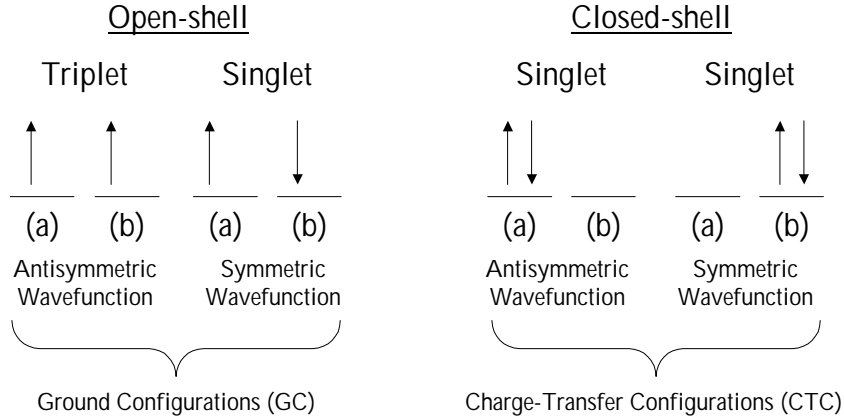 Open-shell
Closed-shell
Triplet
Singlet
Singlet
Singlet
(a)
(b)
(a)
(b)
(a)
(b)
(a)
(b)
Antisymmetric
Wavefunction
Symmetric
Wavefunction
Antisymmetric
Wavefunction
Symmetric
Wavefunction
Ground Configurations (GC)
Charge-Transfer Configurations (CTC)